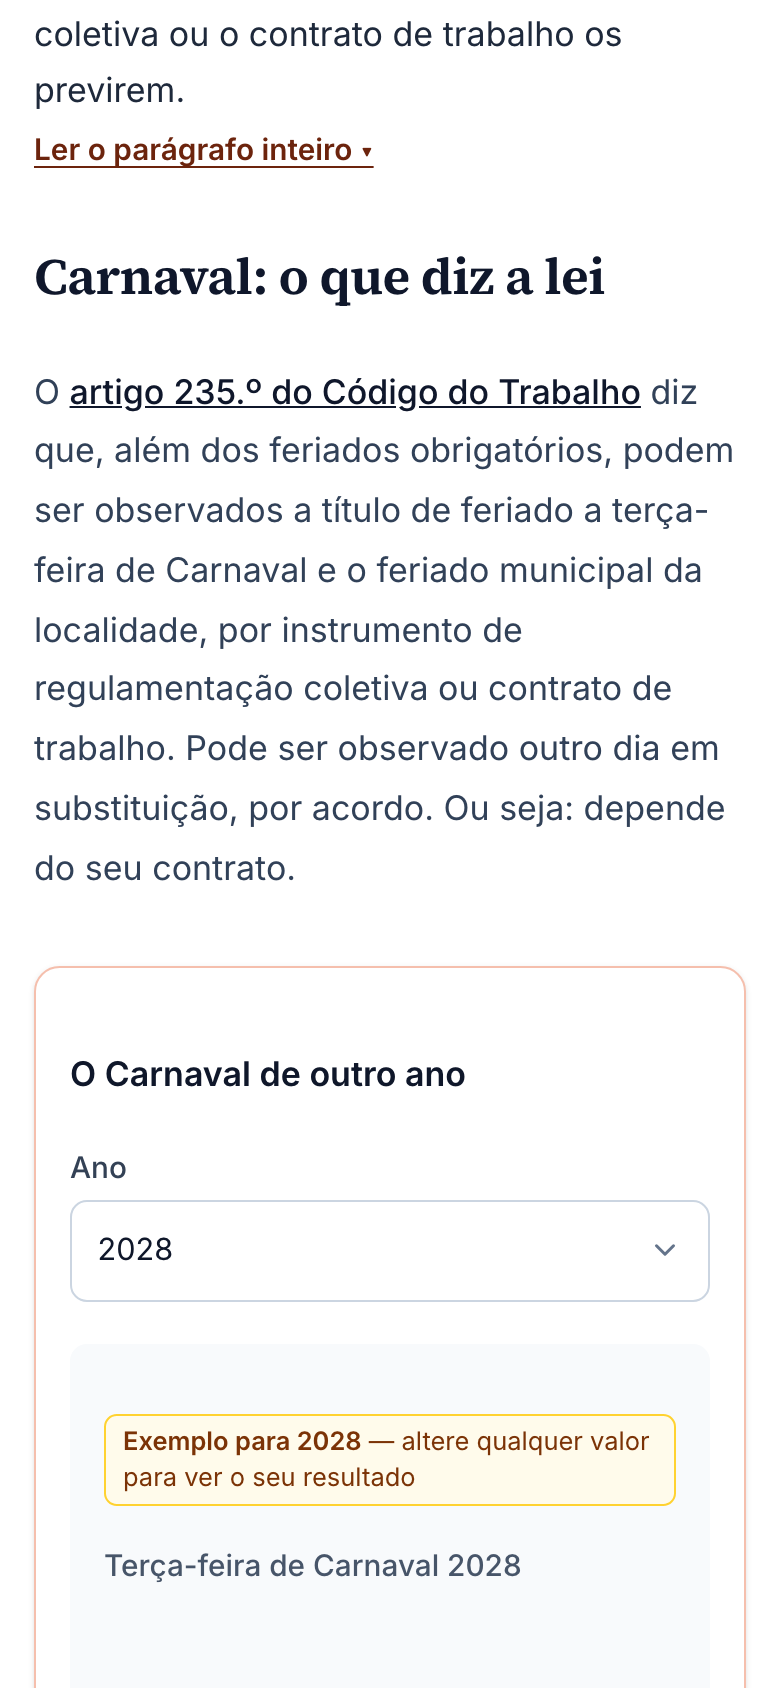 coletiva ou o contrato de trabalho os
previrem.
Ler o parágrafo inteiro ▾
Carnaval: o que diz a lei
O artigo 235.º do Código do Trabalho diz
que, além dos feriados obrigatórios, podem
ser observados a título de feriado a terça-
feira de Carnaval e o feriado municipal da
localidade, por instrumento de
regulamentação coletiva ou contrato de
trabalho. Pode ser observado outro dia em
substituição, por acordo. Ou seja: depende
do seu contrato.
O Carnaval de outro ano
Ano
2028
Exemplo para 2028 — altere qualquer valor
para ver o seu resultado
Terça-feira de Carnaval 2028